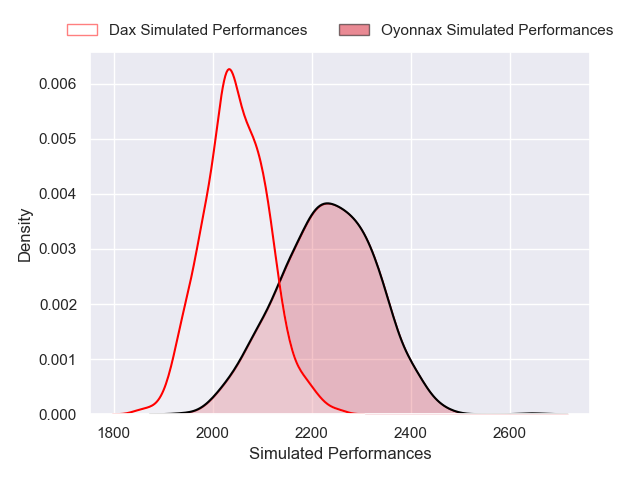 Dax Simulated Performances
Oyonnax Simulated Performances
0.006
0.005
0.004
0.003
0.002
0.001
0.000
Density
1800 2000 2200 2400 2600
Simulated Performances